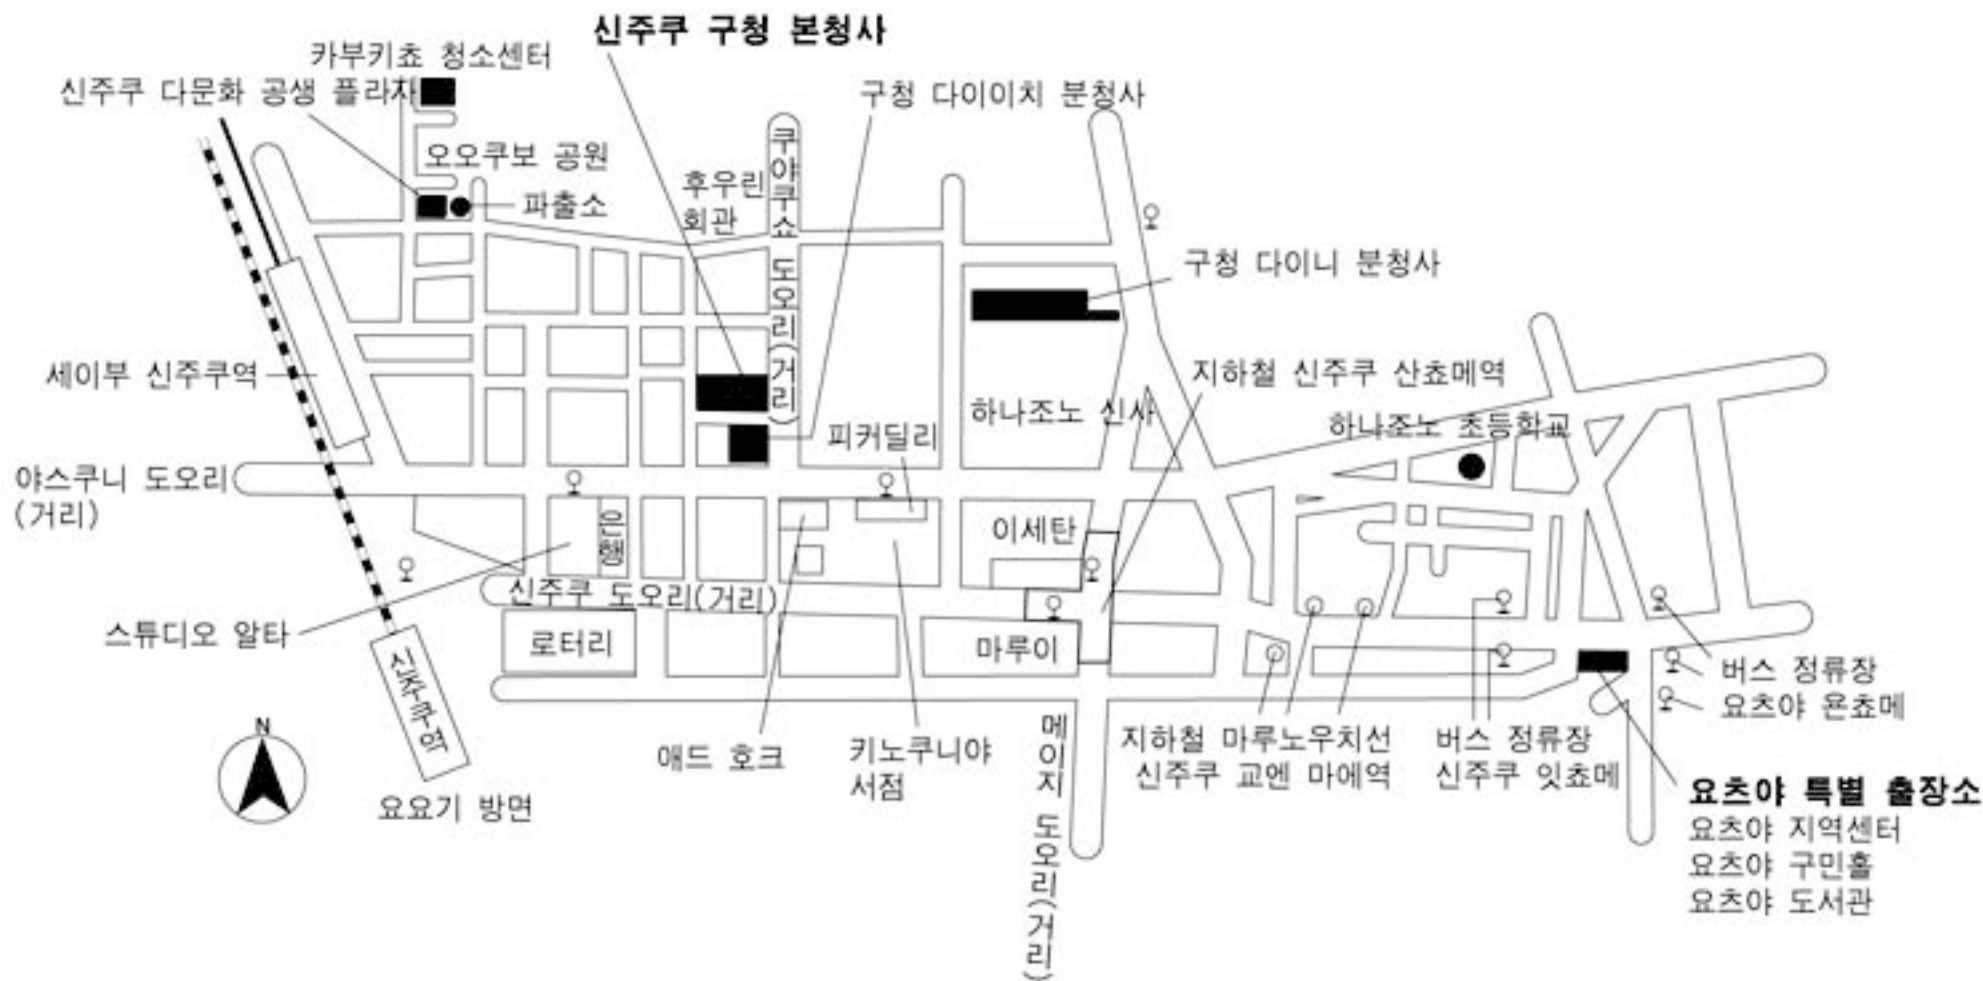 신주쿠 구청 본청사
카부키쵸 청소센터
신주쿠 다문화 공생 플라자
구청 다이이치 분청사
오오쿠보 공원
파출소
후우린
회관
쿠야쿠쇼 도오리(거리)
구청 다이니 분청사
세이부 신주쿠역
지하철 신주쿠 산쵸메역
하나조노 신사
하나조노 초등학교
피커딜리
야스쿠니 도오리
(거리)
은행
이세탄
신주쿠 도오리(거리)
스튜디오 알타
로터리
마루이
버스 정류장
요츠야 욘쵸메
N
요요기 방면
애드 호크
키노쿠니야
서점
메이지 도오리(거리)
지하철 마루노우치선
신주쿠 교엔 마에역
버스 정류장
신주쿠 잇쵸메
요츠야 특별 출장소
요츠야 지역센터
요츠야 구민홀
요츠야 도서관